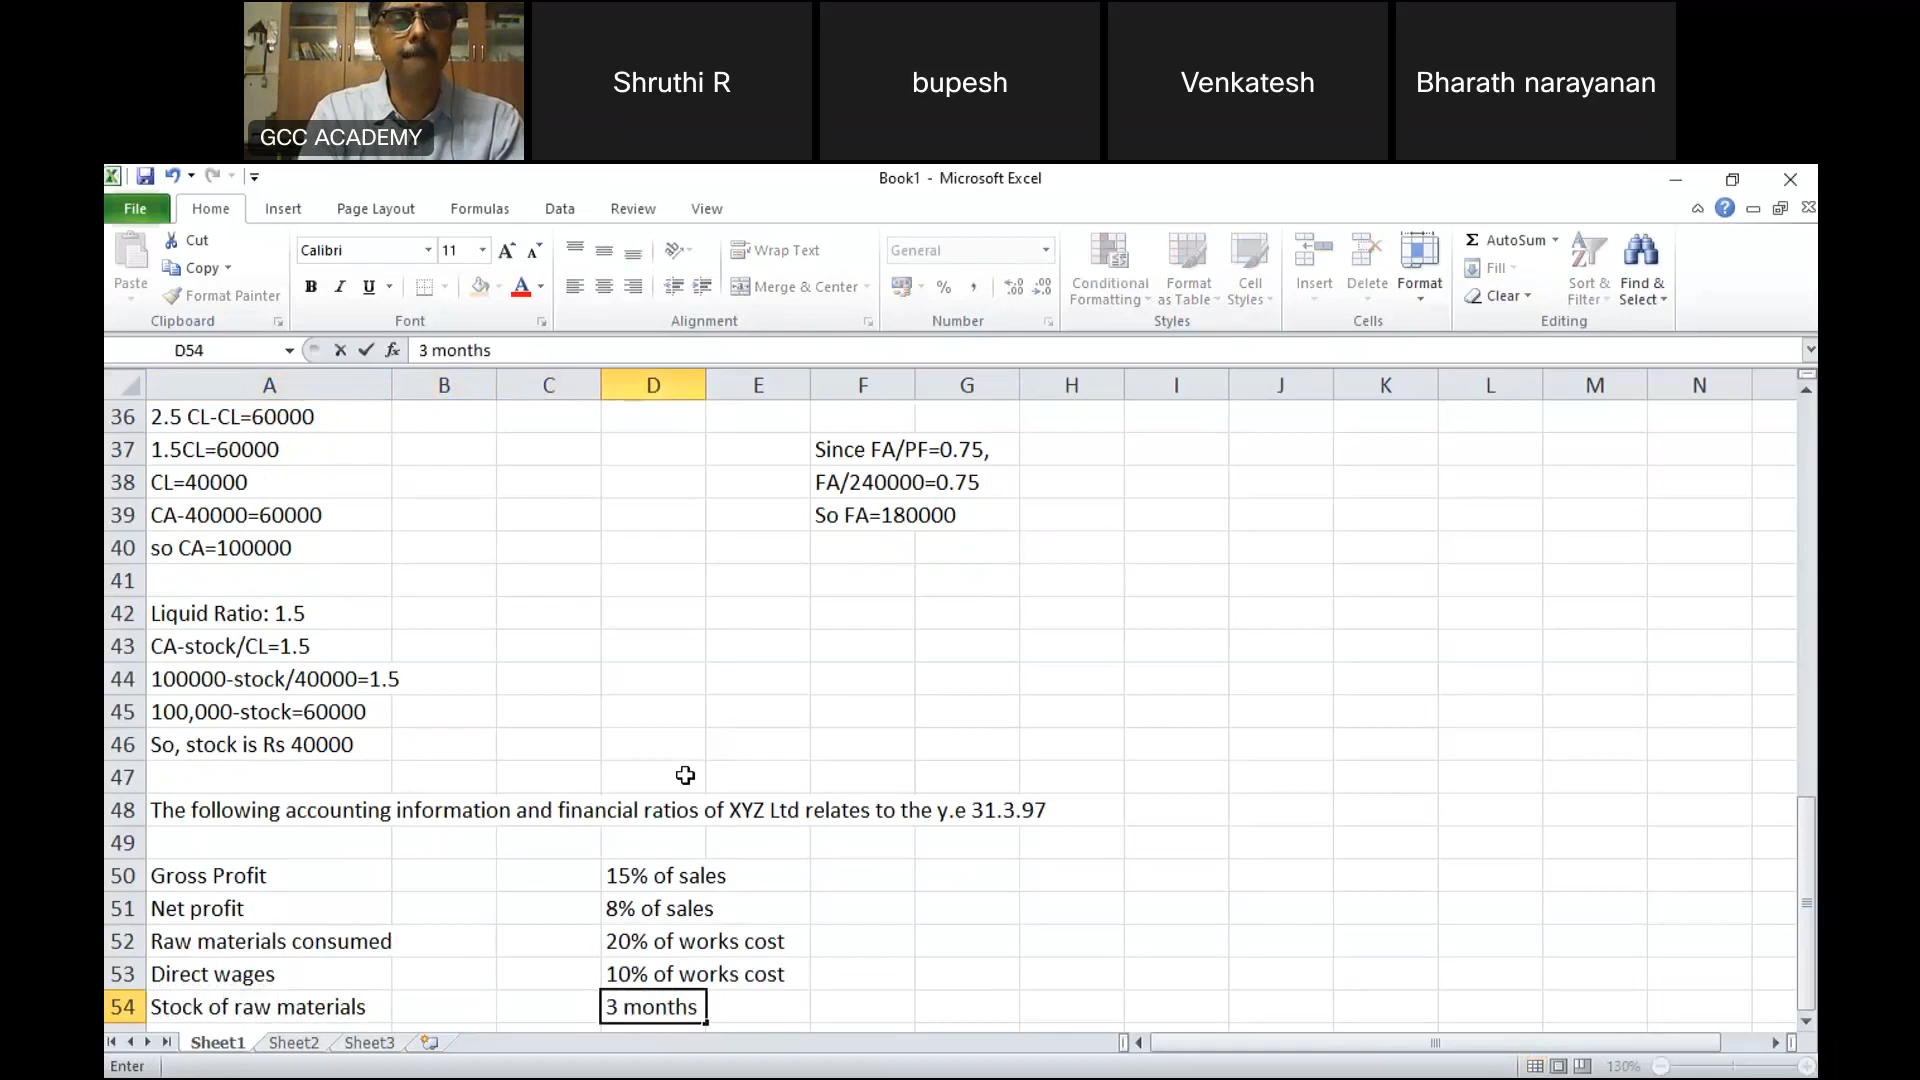 GCC ACADEMY
Shruthi R
bupesh
Venkatesh
Bharath narayanan
Book1 - Microsoft Excel
File Home Insert Page Layout Formulas Data Review View
Paste
Cut
Copy
Format Painter
Clipboard
Calibri 11
B I U
Font
Wrap Text
Merge & Center
Alignment
General
Number
Conditional Formatting
Format as Table
Cell Styles
Styles
Insert Delete Format
Cells
AutoSum
Fill
Clear
Sort & Filter
Find & Select
Editing
D54 fx 3 months
A B C D E F G H I J K L M N
36 2.5 CL-CL=60000
37 1.5CL=60000 Since FA/PF=0.75,
38 CL=40000 FA/240000=0.75
39 CA-40000=60000 So FA=180000
40 so CA=100000
41
42 Liquid Ratio: 1.5
43 CA-stock/CL=1.5
44 100000-stock/40000=1.5
45 100,000-stock=60000
46 So, stock is Rs 40000
47
48 The following accounting information and financial ratios of XYZ Ltd relates to the y.e 31.3.97
49
50 Gross Profit 15% of sales
51 Net profit 8% of sales
52 Raw materials consumed 20% of works cost
53 Direct wages 10% of works cost
54 Stock of raw materials 3 months
Sheet1 Sheet2 Sheet3
Enter 130%